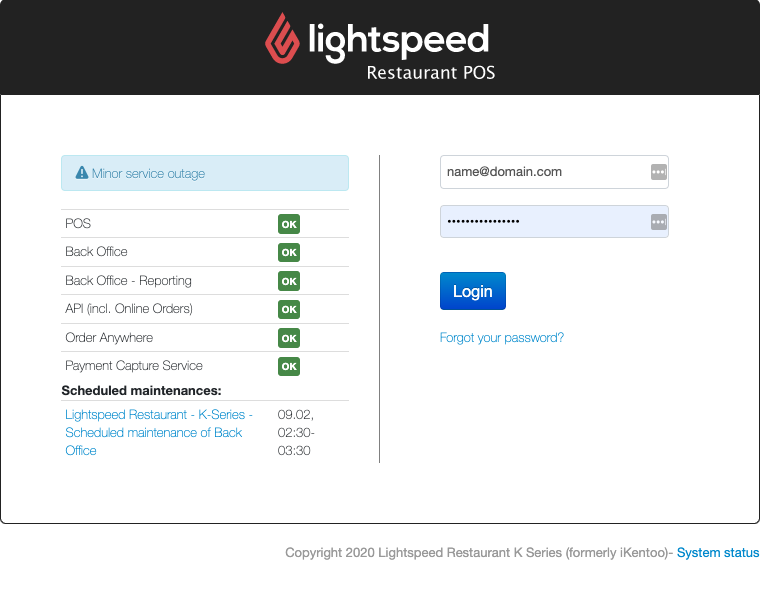 lightspeed
Restaurant POS
Minor service outage
POS OK
Back Office OK
Back Office - Reporting OK
API (incl. Online Orders) OK
Order Anywhere OK
Payment Capture Service OK
Scheduled maintenances:
Lightspeed Restaurant - K-Series - 09.02,
Scheduled maintenance of Back 02:30-
Office 03:30
name@domain.com
••••••••••••••••
Login
Forgot your password?
Copyright 2020 Lightspeed Restaurant K Series (formerly iKentoo)- System status